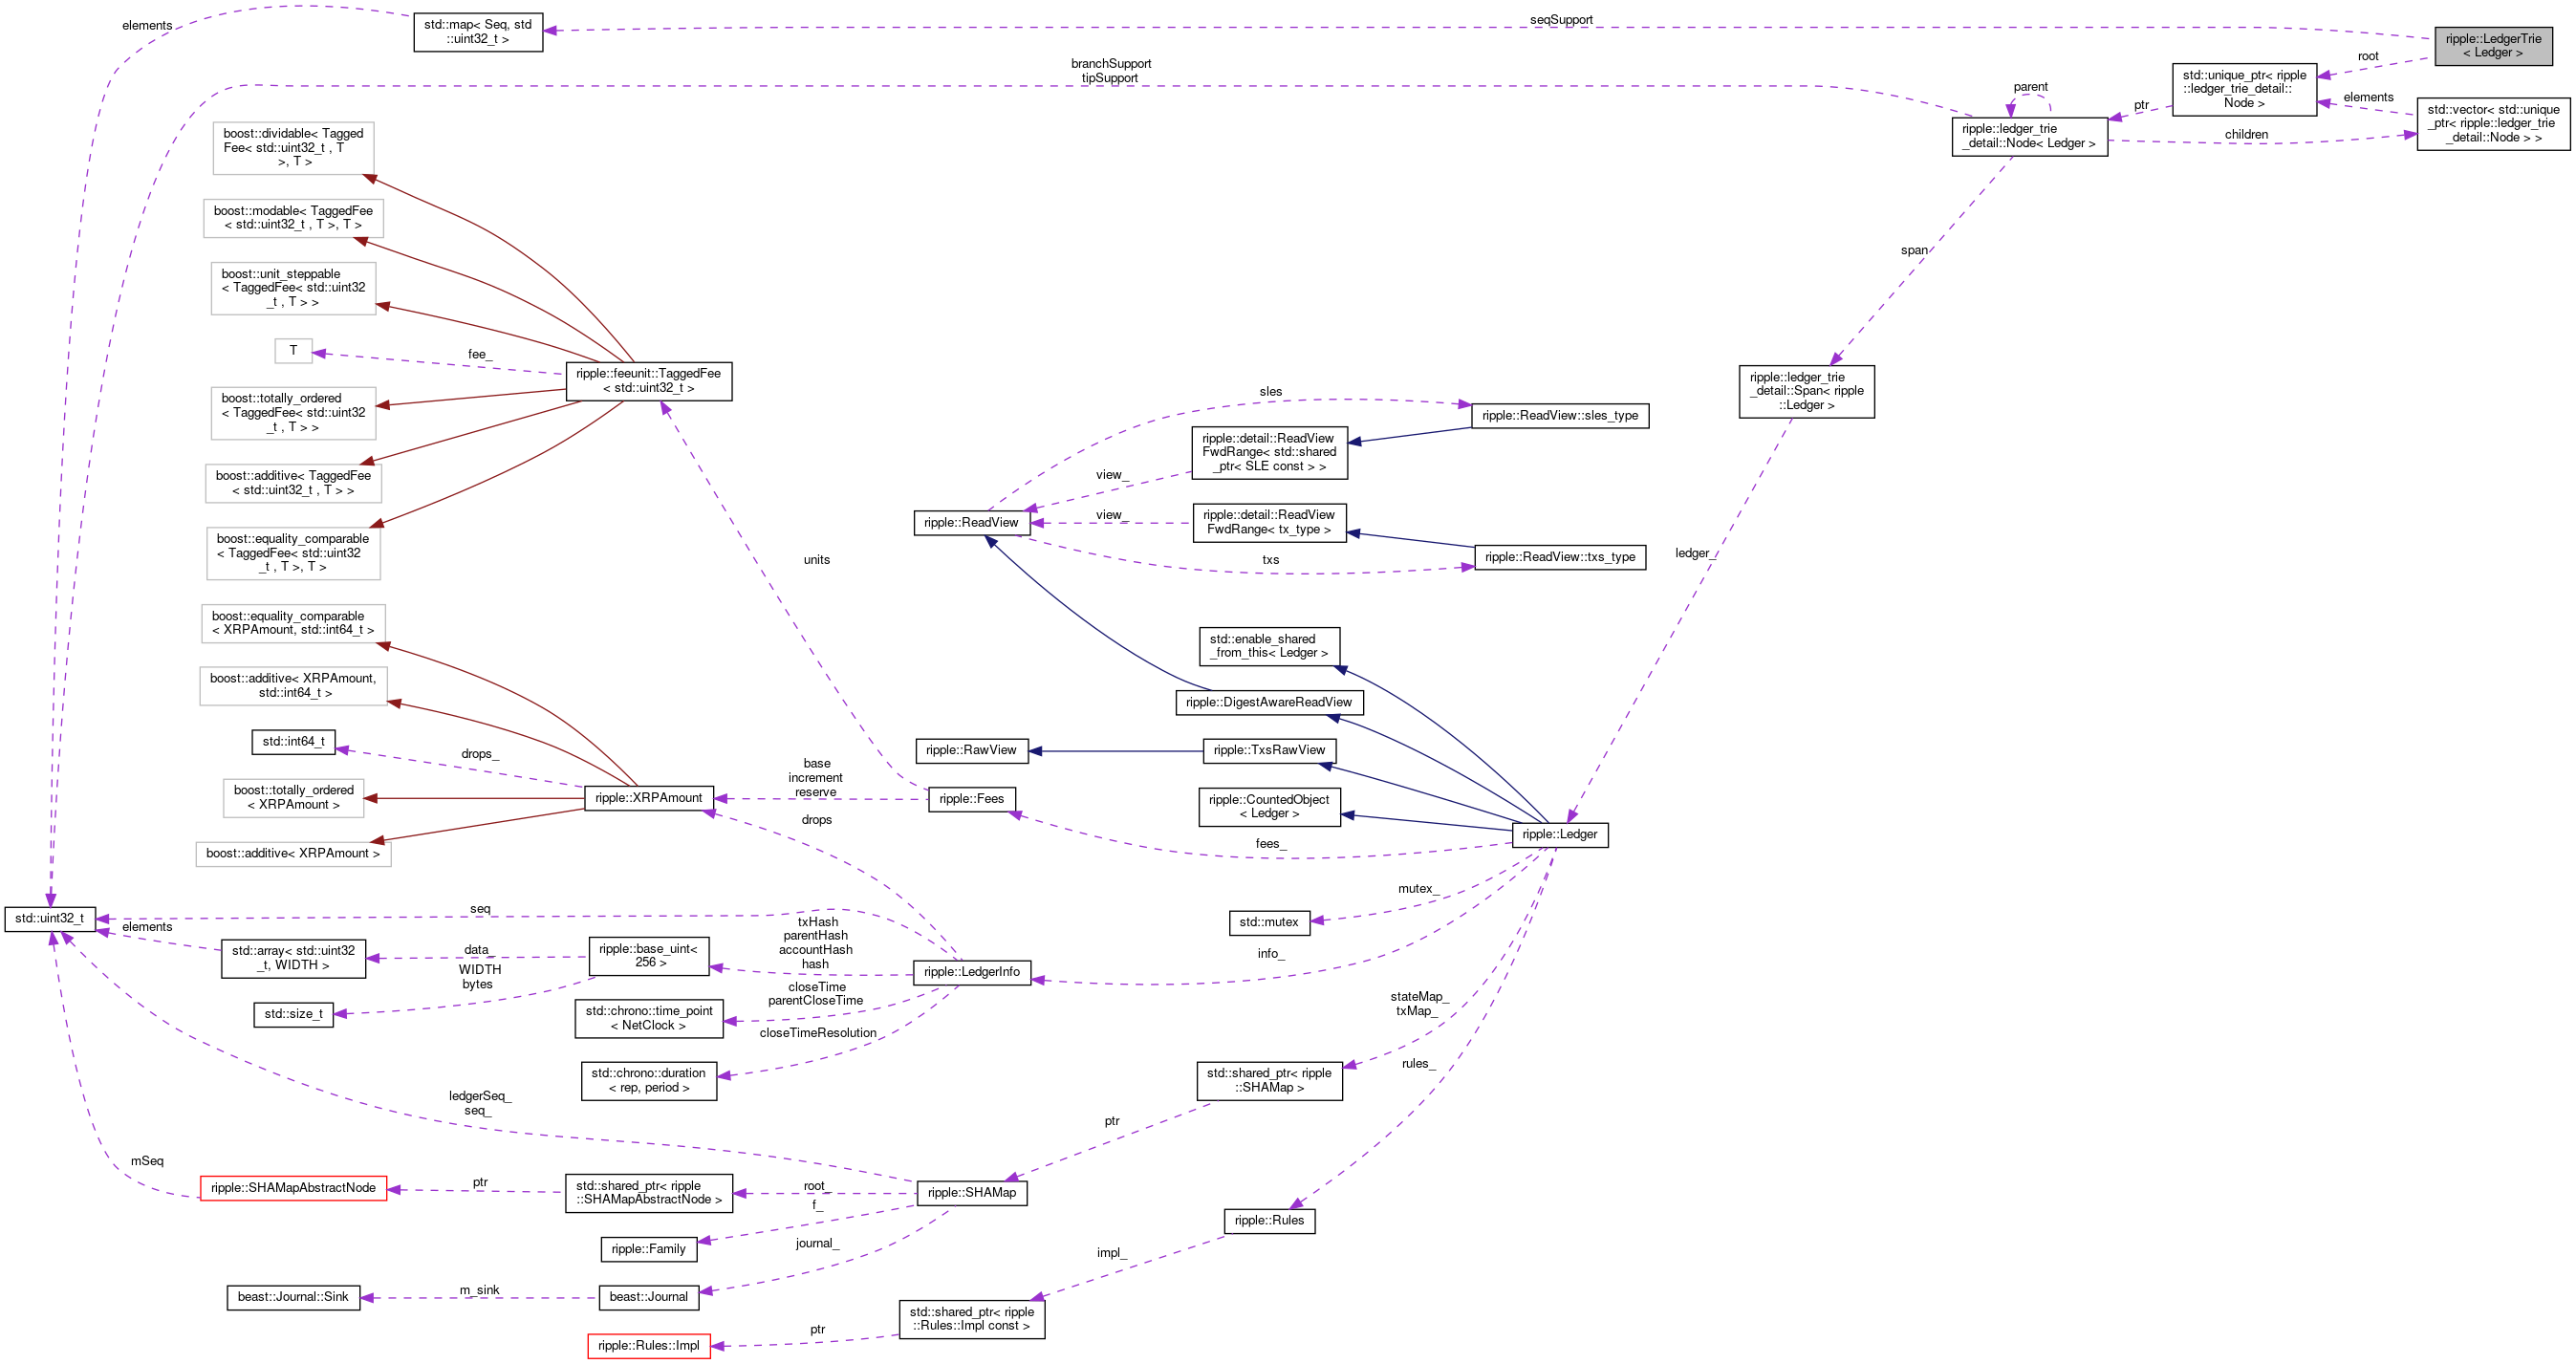 elements
std::map< Seq, std
::uint32_t >
seqSupport
ripple::LedgerTrie
< Ledger >
root
branchSupport
tipSupport
std::unique_ptr< ripple
::ledger_trie_detail::
Node >
elements
std::vector< std::unique
_ptr< ripple::ledger_trie
_detail::Node > >
parent
ptr
ripple::ledger_trie
_detail::Node< Ledger >
children
boost::dividable< Tagged
Fee< std::uint32_t , T
>, T >
boost::modable< TaggedFee
< std::uint32_t , T >, T >
boost::unit_steppable
< TaggedFee< std::uint32
_t , T > >
span
T
fee_
ripple::feeunit::TaggedFee
< std::uint32_t >
boost::totally_ordered
< TaggedFee< std::uint32
_t , T > >
boost::additive< TaggedFee
< std::uint32_t , T > >
boost::equality_comparable
< TaggedFee< std::uint32
_t , T >, T >
ripple::ledger_trie
_detail::Span< ripple
::Ledger >
sles
ripple::ReadView::sles_type
ripple::detail::ReadView
FwdRange< std::shared
_ptr< SLE const > >
view_
ripple::ReadView
view_
ripple::detail::ReadView
FwdRange< tx_type >
txs
ripple::ReadView::txs_type
units
ledger_
boost::equality_comparable
< XRPAmount, std::int64_t >
boost::additive< XRPAmount,
std::int64_t >
std::int64_t
drops_
boost::totally_ordered
< XRPAmount >
boost::additive< XRPAmount >
ripple::XRPAmount
base
increment
reserve
drops
ripple::Fees
std::enable_shared
_from_this< Ledger >
ripple::DigestAwareReadView
ripple::RawView
ripple::TxsRawView
ripple::CountedObject
< Ledger >
ripple::Ledger
fees_
mutex_
std::mutex
info_
std::uint32_t
seq
elements
std::array< std::uint32
_t, WIDTH >
data_
ripple::base_uint<
256 >
WIDTH
bytes
std::size_t
txHash
parentHash
accountHash
hash
ripple::LedgerInfo
closeTime
parentCloseTime
std::chrono::time_point
< NetClock >
closeTimeResolution
std::chrono::duration
< rep, period >
stateMap_
txMap_
std::shared_ptr< ripple
::SHAMap >
rules_
ptr
ledgerSeq_
seq_
mSeq
ripple::SHAMapAbstractNode
ptr
std::shared_ptr< ripple
::SHAMapAbstractNode >
root_
ripple::SHAMap
f_
ripple::Family
journal_
ripple::Rules
impl_
beast::Journal::Sink
m_sink
beast::Journal
std::shared_ptr< ripple
::Rules::Impl const >
ptr
ripple::Rules::Impl